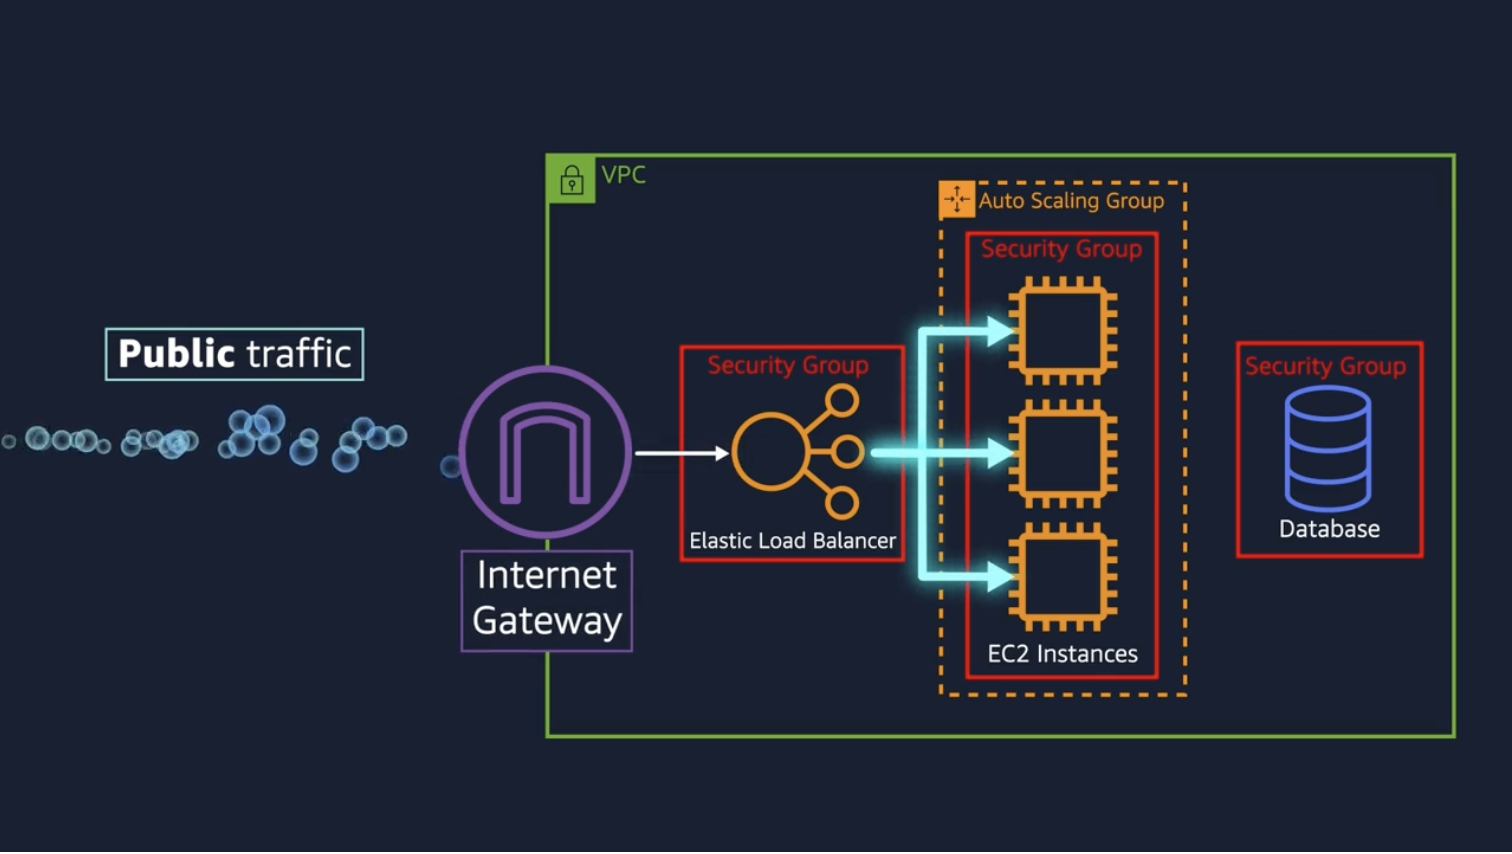 VPC
Auto Scaling Group
Security Group
Public traffic
Security Group
Security Group
Database
Elastic Load Balancer
Internet
Gateway
EC2 Instances